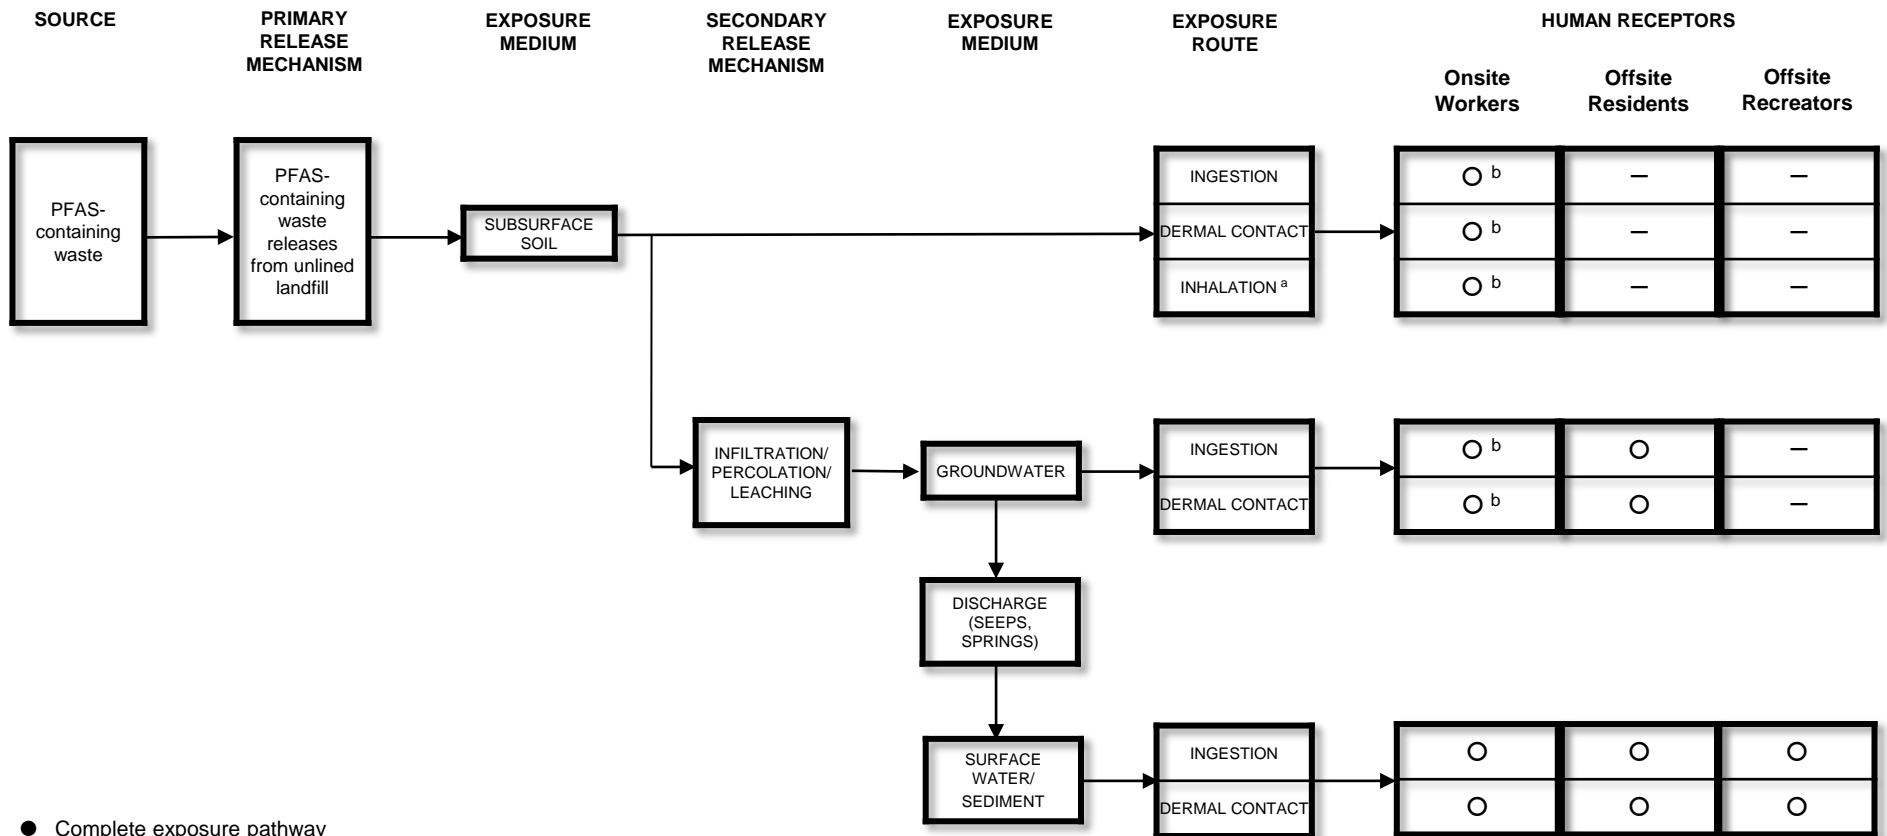 SOURCE
PRIMARY
RELEASE
MECHANISM
EXPOSURE
MEDIUM
SECONDARY
RELEASE
MECHANISM
EXPOSURE
MEDIUM
EXPOSURE
ROUTE
HUMAN RECEPTORS
Onsite
Workers
Offsite
Residents
Offsite
Recreators
PFAS-
containing
waste
PFAS-
containing
waste
releases
from unlined
landfill
SUBSURFACE
SOIL
INGESTION
DERMAL CONTACT
INHALATION a
○ b – –
○ b – –
○ b – –
INFILTRATION/
PERCOLATION/
LEACHING
GROUNDWATER
INGESTION
DERMAL CONTACT
○ b ○ –
○ b ○ –
DISCHARGE
(SEEPS,
SPRINGS)
SURFACE
WATER/
SEDIMENT
INGESTION
DERMAL CONTACT
○ ○ ○
○ ○ ○
● Complete exposure pathway